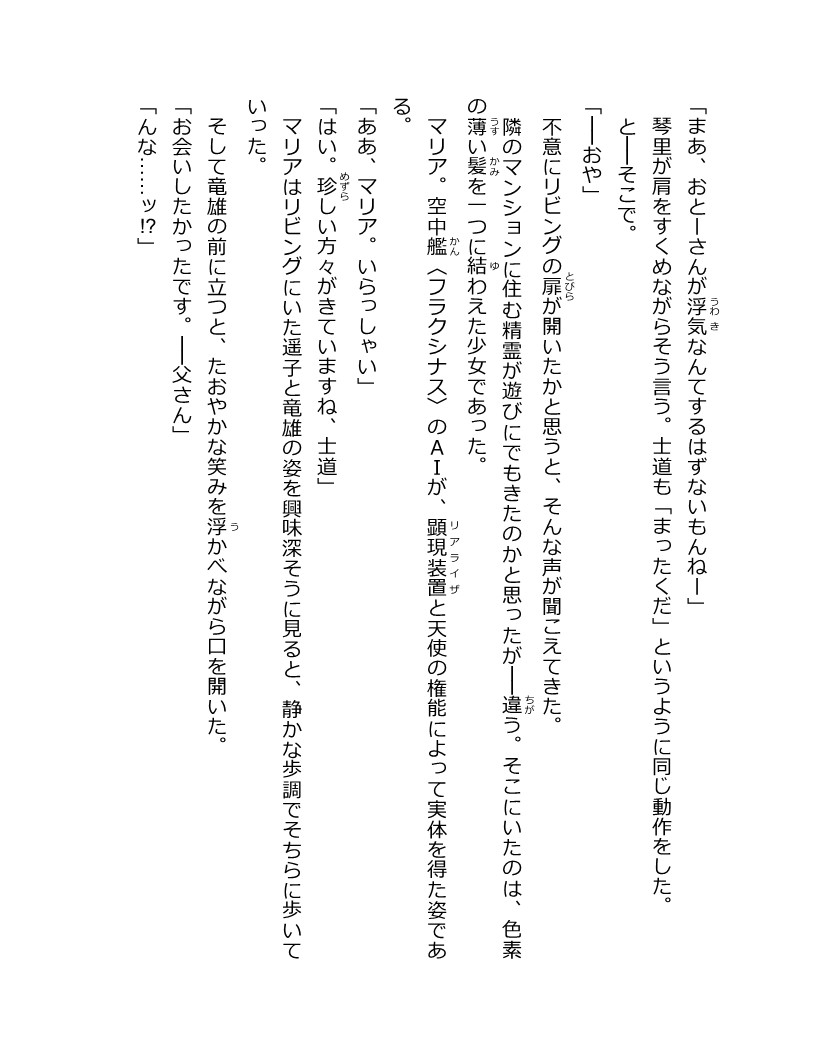 「まあ、おとーさんが浮気なんてするはずないもんねー」
琴里が肩をすくめながらそう言う。士道も「まったくだ」というように同じ動作をした。
と――そこで。
「――おや」
不意にリビングの扉が開いたかと思うと、そんな声が聞こえてきた。
隣のマンションに住む精霊が遊びにでもきたのかと思ったが――違う。そこにいたのは、色素
の薄い髪を一つに結わえた少女であった。
マリア。空中艦〈フラクシナス〉のＡＩが、顕現装置と天使の権能によって実体を得た姿であ
る。
「ああ、マリア。いらっしゃい」
「はい。珍しい方々がきていますね、士道」
マリアはリビングにいた遥子と竜雄の姿を興味深そうに見ると、静かな歩調でそちらに歩いて
いった。
そして竜雄の前に立つと、たおやかな笑みを浮かべながら口を開いた。
「お会いしたかったです。――父さん」
「んな……ッ!?」